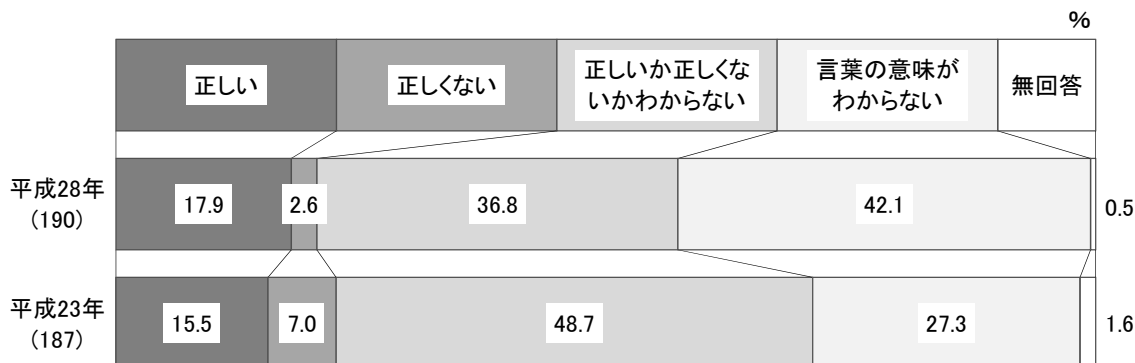 %
正しい
正しくない
正しいか正しくな
いかわからない
言葉の意味が
わからない
無回答
平成28年
(190)
17.9
2.6
36.8
42.1
0.5
平成23年
(187)
15.5
7.0
48.7
27.3
1.6